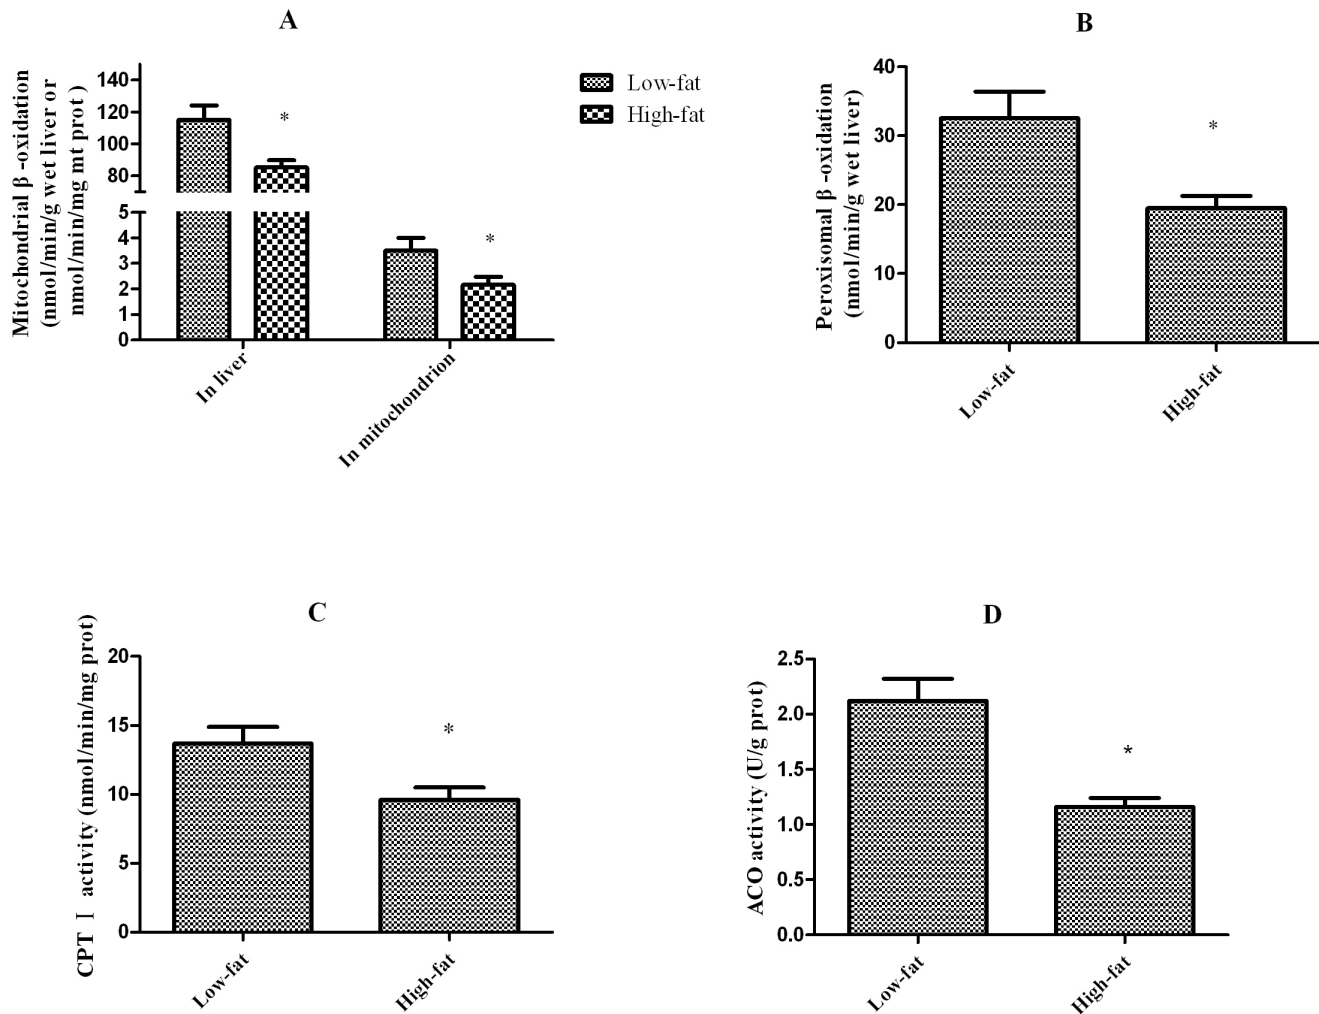 A
Mitochondrial β -oxidation
(nmol/min/g wet liver or
nmol/min/mg mt prot)
140
120
100
80
5
4
3
2
1
0
*
*
In liver
In mitochondrion
Low-fat
High-fat
B
Peroxisomal β -oxidation
(nmol/min/g wet liver)
40
30
20
10
0
*
Low-fat
High-fat
C
CPT Ⅰ activity (nmol/min/mg prot)
20
15
10
5
0
*
Low-fat
High-fat
D
ACO activity (U/g prot)
2.5
2.0
1.5
1.0
0.5
0.0
*
Low-fat
High-fat